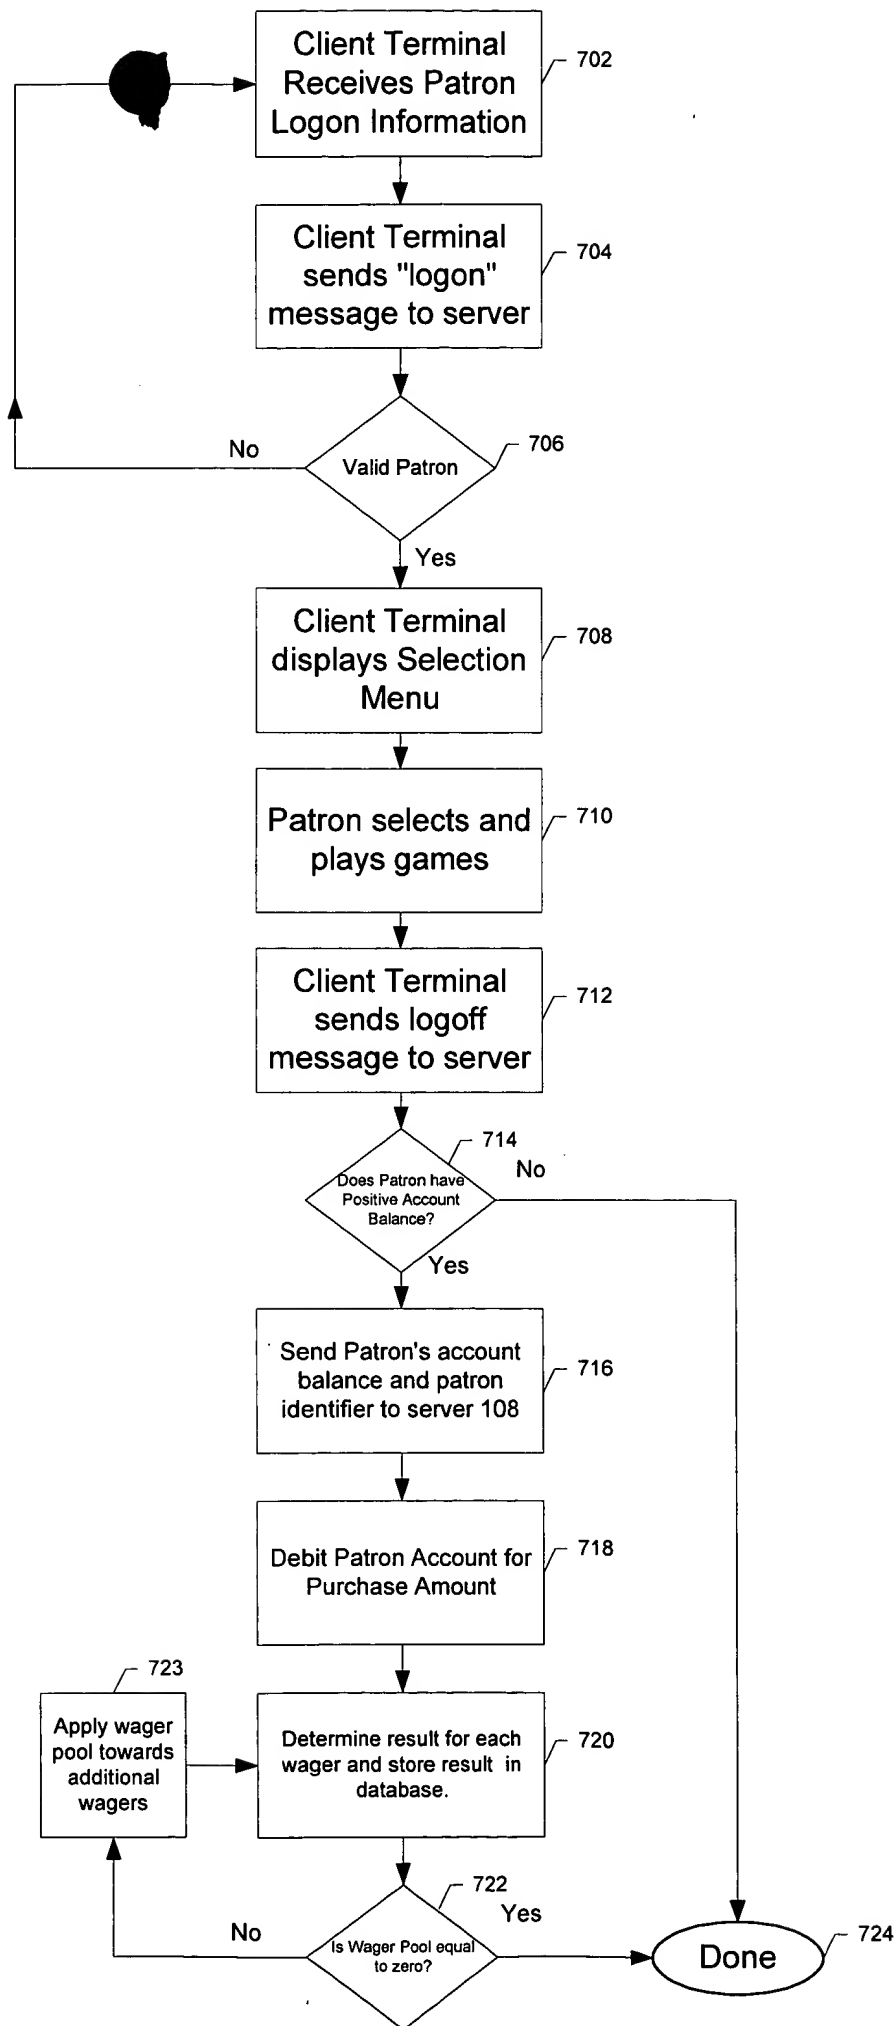 Client Terminal
Receives Patron
Logon Information
702
Client Terminal
sends "logon"
message to server
704
Valid Patron
706
No
Yes
Client Terminal
displays Selection
Menu
708
Patron selects and
plays games
710
Client Terminal
sends logoff
message to server
712
714
Does Patron have
Positive Account
Balance?
No
Yes
Send Patron's account
balance and patron
identifier to server 108
716
Debit Patron Account for
Purchase Amount
718
723
Apply wager
pool towards
additional
wagers
Determine result for each
wager and store result in
database.
720
722
Is Wager Pool equal
to zero?
No
Yes
Done
724